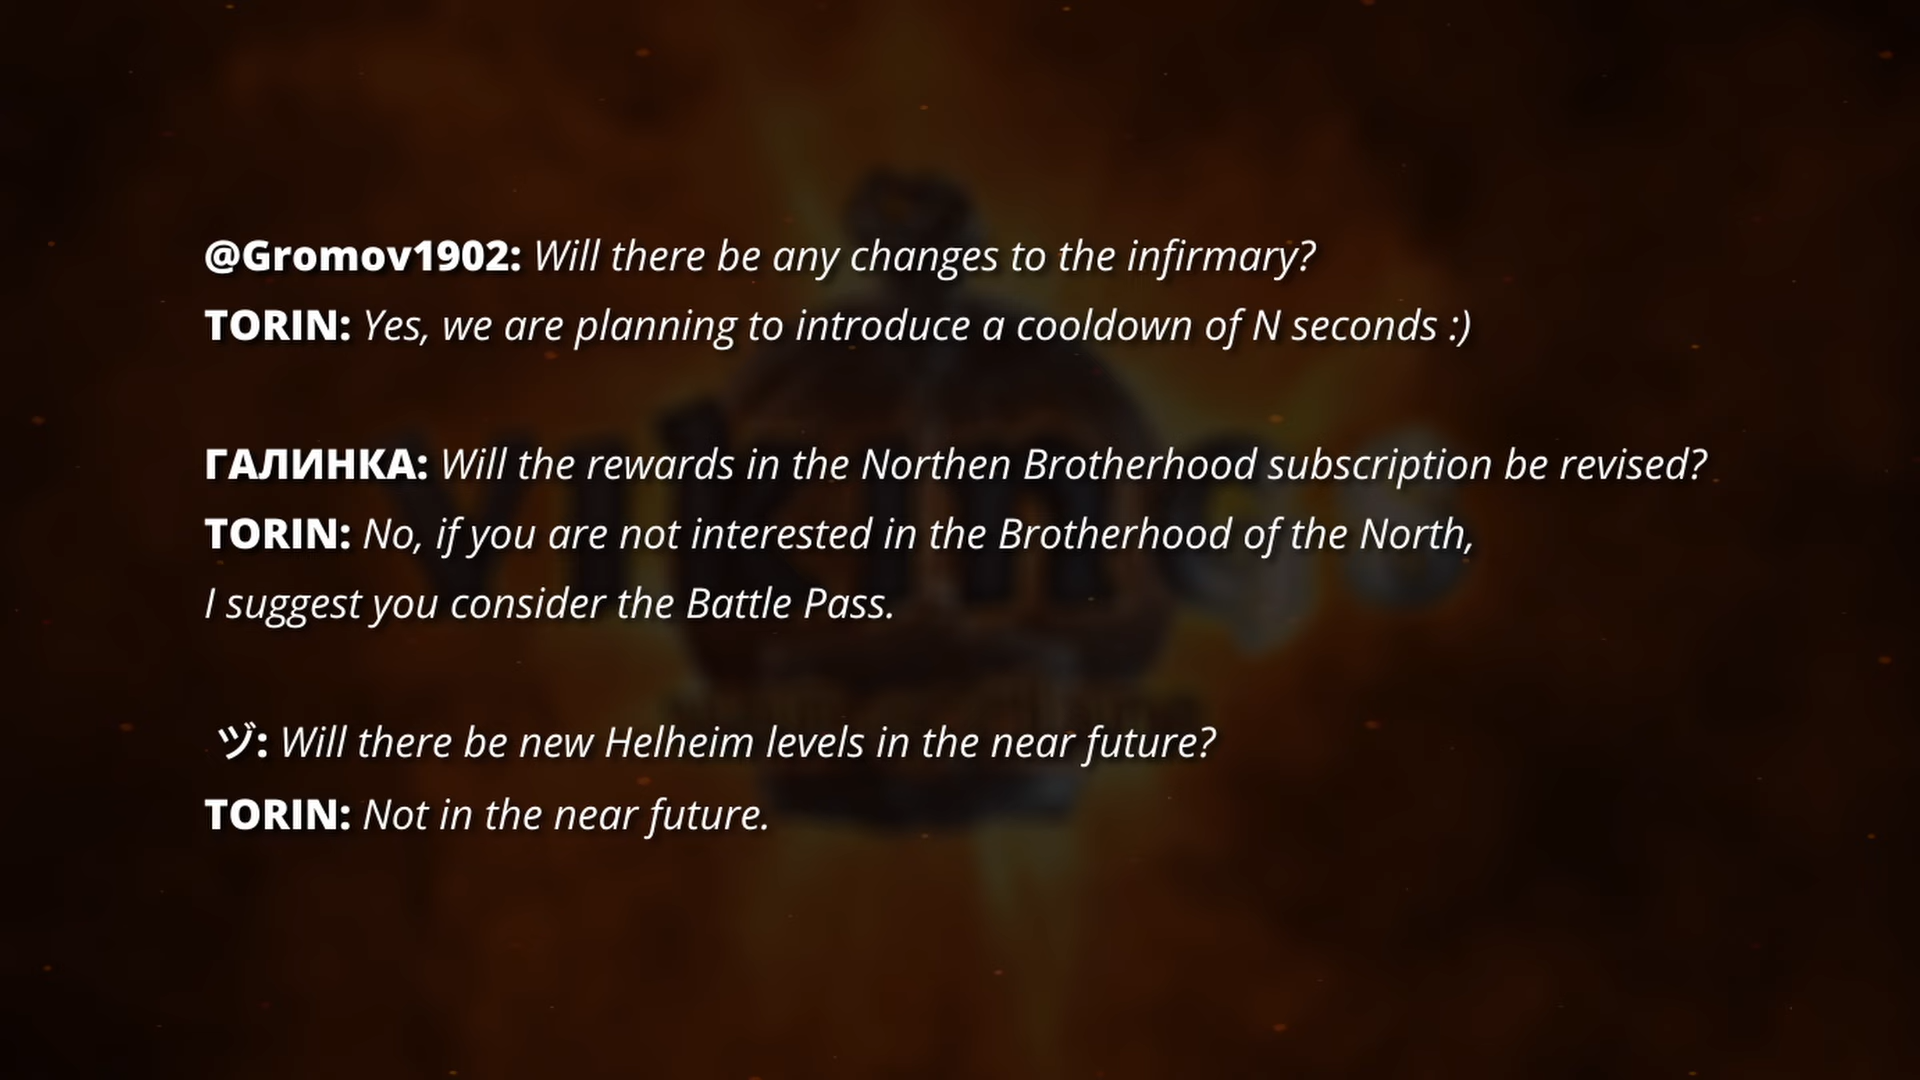 @Gromov1902: Will there be any changes to the infirmary?
TORIN: Yes, we are planning to introduce a cooldown of N seconds :)
ГАЛИНКА: Will the rewards in the Northen Brotherhood subscription be revised?
TORIN: No, if you are not interested in the Brotherhood of the North,
I suggest you consider the Battle Pass.
ヅ: Will there be new Helheim levels in the near future?
TORIN: Not in the near future.
vikings